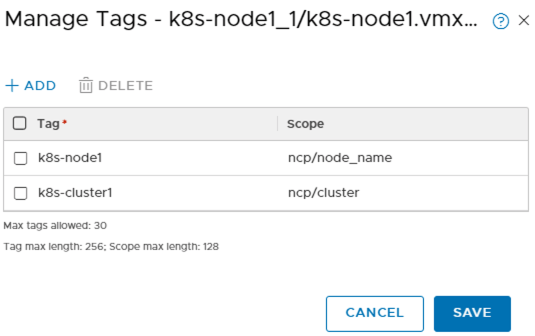 Manage Tags - k8s-node1_1/k8s-node1.vmx...
+ ADD DELETE
Tag * Scope
k8s-node1 ncp/node_name
k8s-cluster1 ncp/cluster
Max tags allowed: 30
Tag max length: 256; Scope max length: 128
CANCEL SAVE